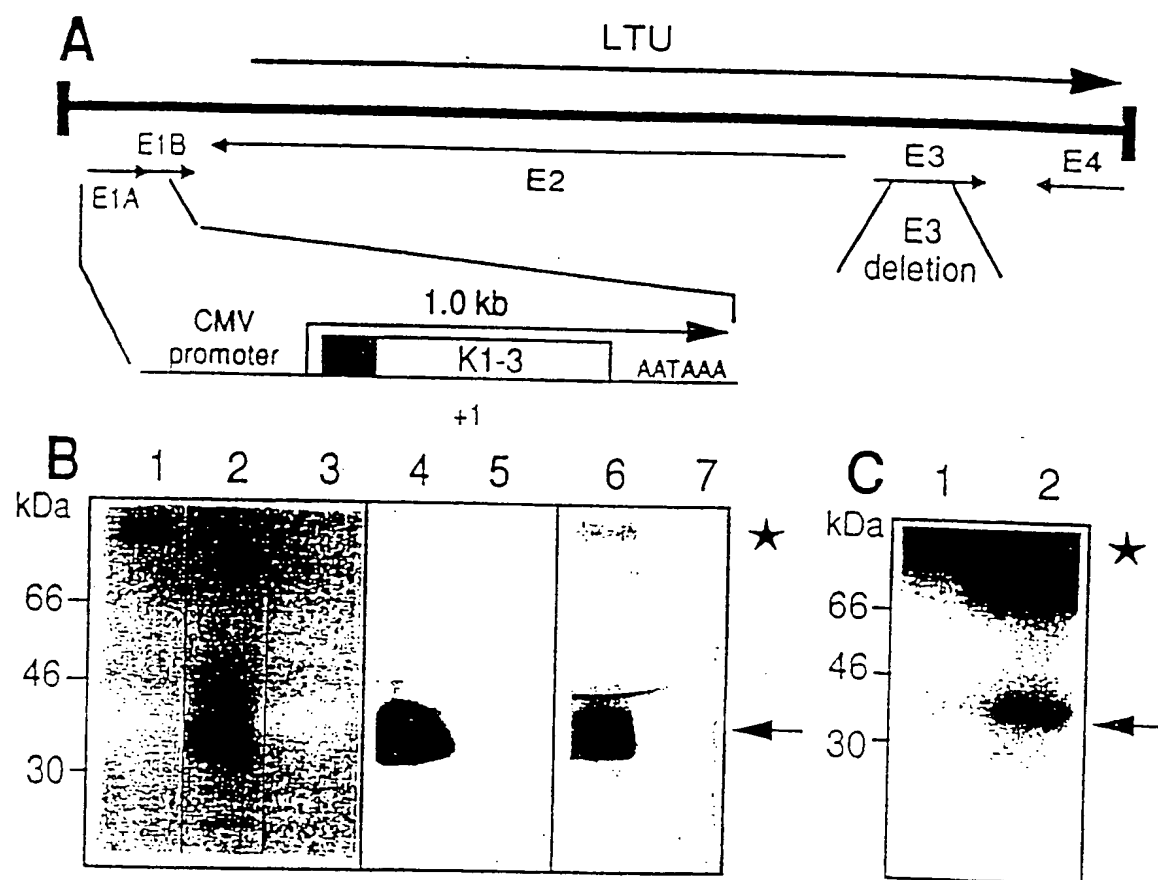 A
LTU
E1B
E1A
E2
E3
E4
E3
deletion
1.0 kb
CMV
promoter
K1-3
AATAAA
+1
B
1 2 3 4 5 6 7
kDa
66
46
30
C
1 2
kDa
66
46
30